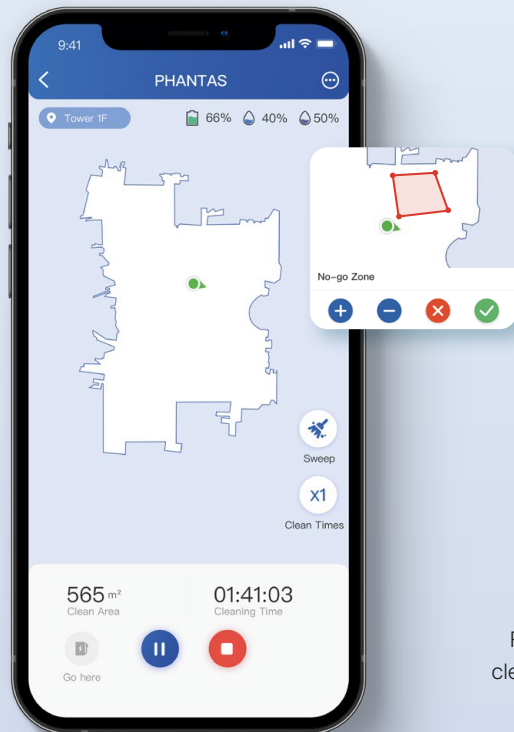 9:41
PHANTAS
Tower 1F
66% 40% 50%
No-go Zone
Sweep
x1
Clean Times
565 m² 01:41:03
Clean Area Cleaning Time
Go here